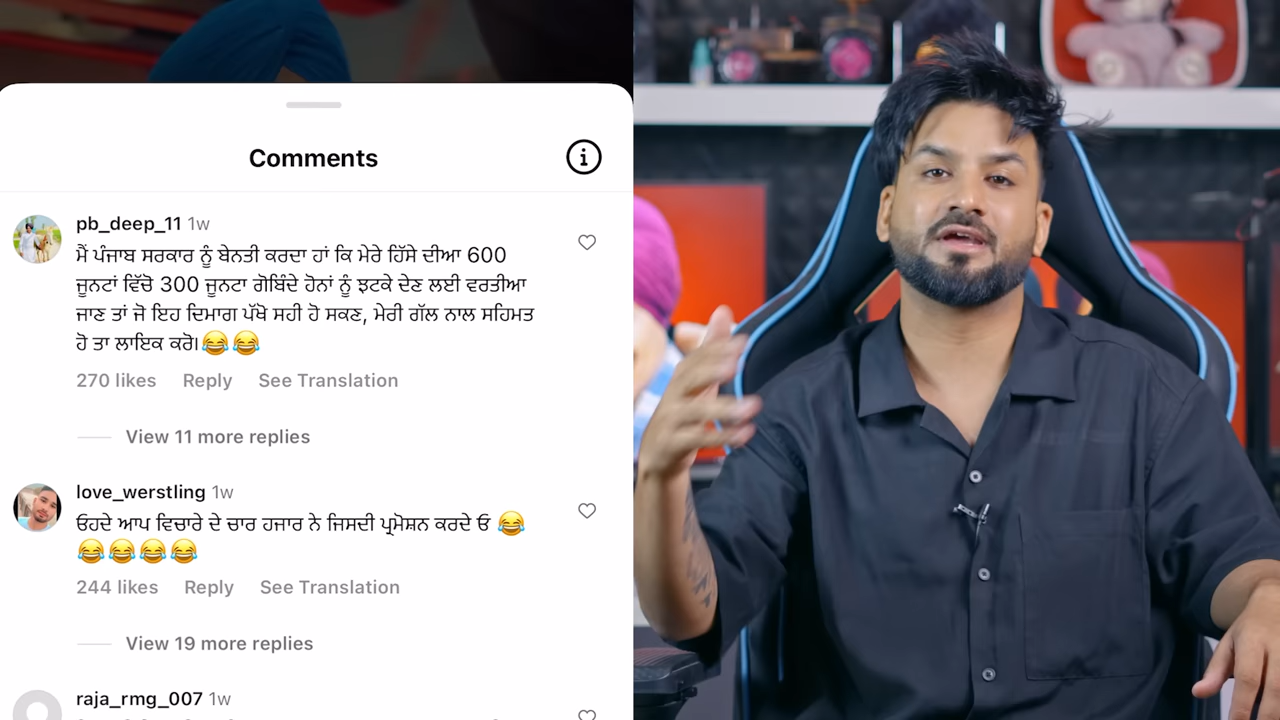 Comments
pb_deep_11 1w
ਮੈਂ ਪੰਜਾਬ ਸਰਕਾਰ ਨੂੰ ਬੇਨਤੀ ਕਰਦਾ ਹਾਂ ਕਿ ਮੇਰੇ ਹਿੱਸੇ ਦੀਆ 600
ਜੂਨਟਾਂ ਵਿੱਚੋ 300 ਜੂਨਟਾ ਗੋਬਿੰਦੇ ਹੋਨਾਂ ਨੂੰ ਝਟਕੇ ਦੇਣ ਲਈ ਵਰਤੀਆ
ਜਾਣ ਤਾਂ ਜੋ ਇਹ ਦਿਮਾਗ ਪੱਖੋ ਸਹੀ ਹੋ ਸਕਣ, ਮੇਰੀ ਗੱਲ ਨਾਲ ਸਹਿਮਤ
ਹੋ ਤਾ ਲਾਇਕ ਕਰੋ।😂😂
270 likes Reply See Translation
View 11 more replies
love_werstling 1w
ਓਹਦੇ ਆਪ ਵਿਚਾਰੇ ਦੇ ਚਾਰ ਹਜਾਰ ਨੇ ਜਿਸਦੀ ਪ੍ਰਮੋਸ਼ਨ ਕਰਦੇ ਓ 😂
😂😂😂😂
244 likes Reply See Translation
View 19 more replies
raja_rmg_007 1w